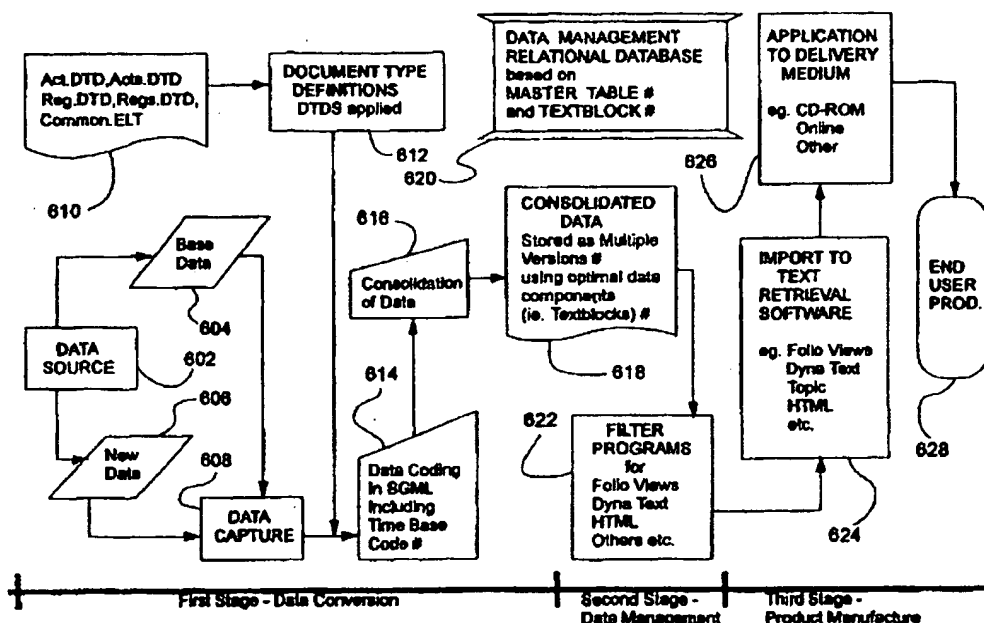 Act.DTD,Acts.DTD
Reg.DTD,Regs.DTD,
Common.ELT
610
DOCUMENT TYPE
DEFINITIONS
DTDS applied
612
DATA MANAGEMENT
RELATIONAL DATABASE
based on
MASTER TABLE #
and TEXTBLOCK #
620
APPLICATION
TO DELIVERY
MEDIUM
eg. CD-ROM
Online
Other
626
Base
Data
604
DATA
SOURCE
602
606
New
Data
608
DATA
CAPTURE
616
Consolidation
of Data
614
Data Coding
in SGML
Including
Time Base
Code #
CONSOLIDATED
DATA
Stored as Multiple
Versions #
using optimal data
components
(ie. Textblocks) #
618
622
FILTER
PROGRAMS
for
Folio Views
Dyna Text
HTML
Others etc.
IMPORT TO
TEXT
RETRIEVAL
SOFTWARE
eg. Folio Views
Dyna Text
Topic
HTML
etc.
624
END
USER
PROD.
628
First Stage - Data Conversion
Second Stage -
Data Management
Third Stage -
Product Manufacture